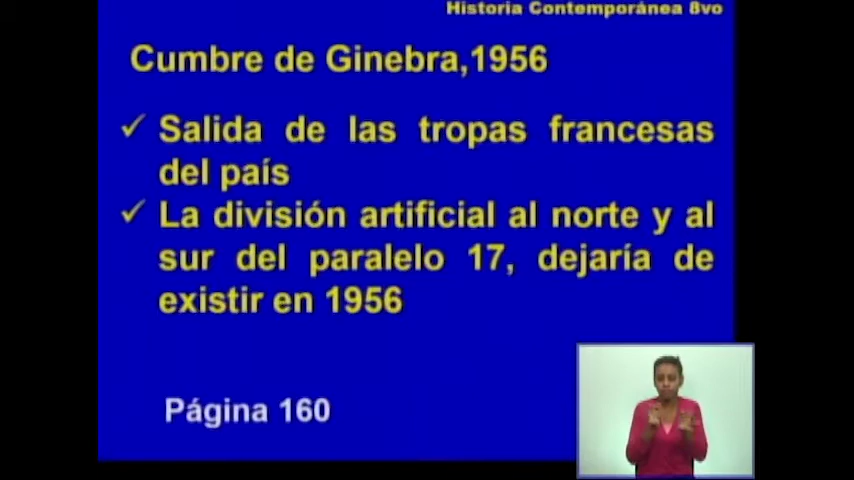 Historia Contemporánea 8vo
Cumbre de Ginebra,1956
✓ Salida de las tropas francesas
del país
✓ La división artificial al norte y al
sur del paralelo 17, dejaría de
existir en 1956
Página 160